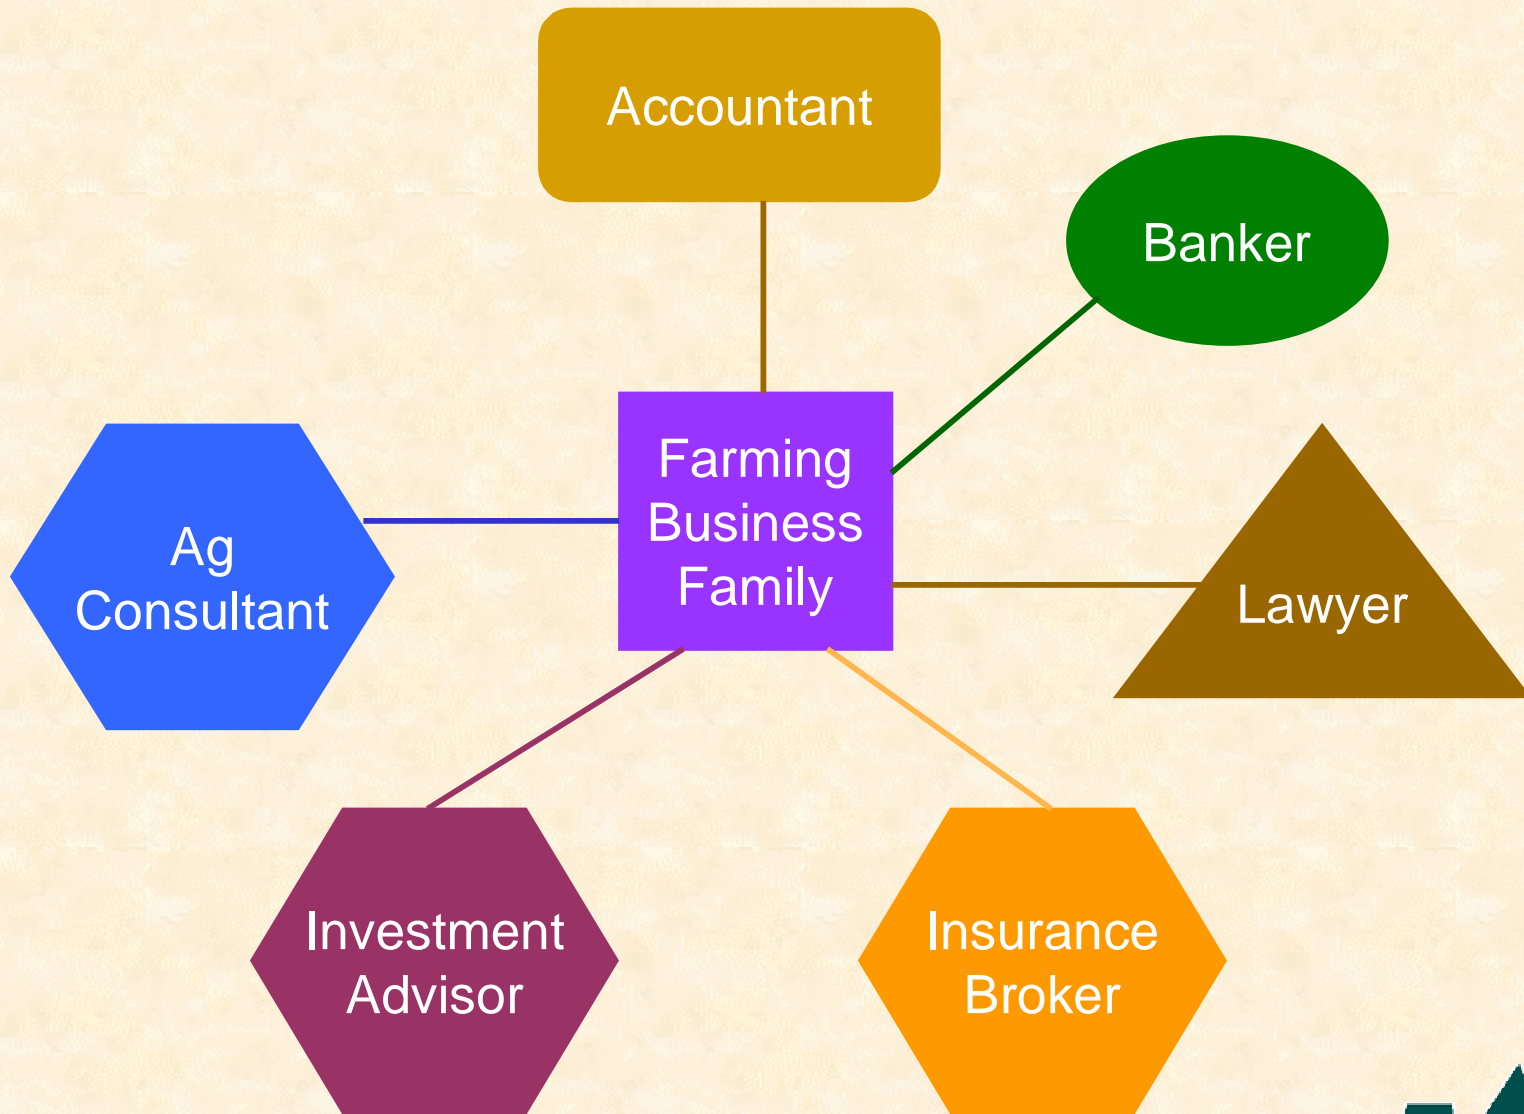 Accountant
Banker
Farming
Business
Family
Ag
Consultant
Lawyer
Investment
Advisor
Insurance
Broker